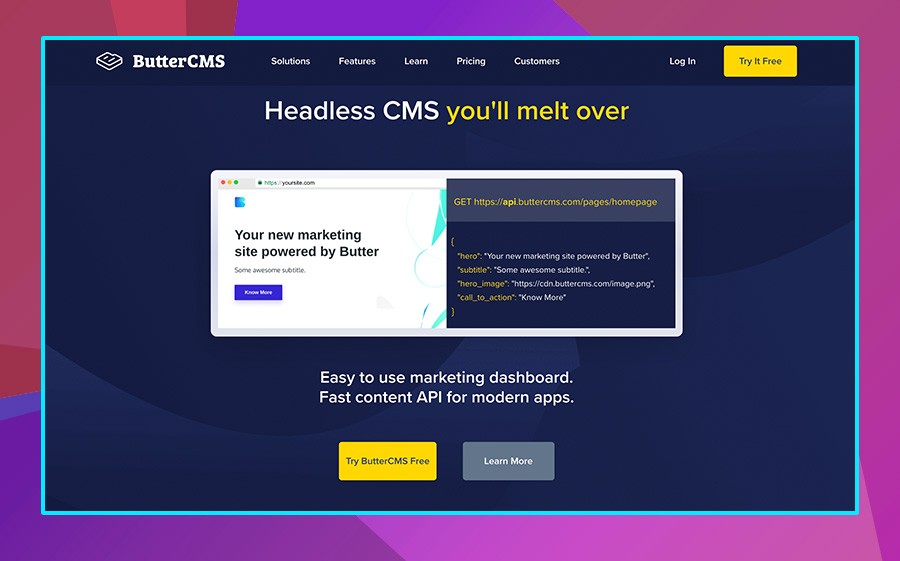 ButterCMS
Solutions Features Learn Pricing Customers Log In Try It Free
Headless CMS you'll melt over
https://yoursite.com
Your new marketing
site powered by Butter
Some awesome subtitle.
Know More
GET https://api.buttercms.com/pages/homepage
{
"hero": "Your new marketing site powered by Butter",
"subtitle": "Some awesome subtitle.",
"hero_image": "https://cdn.buttercms.com/image.png",
"call_to_action": "Know More"
}
Easy to use marketing dashboard.
Fast content API for modern apps.
Try ButterCMS Free
Learn More